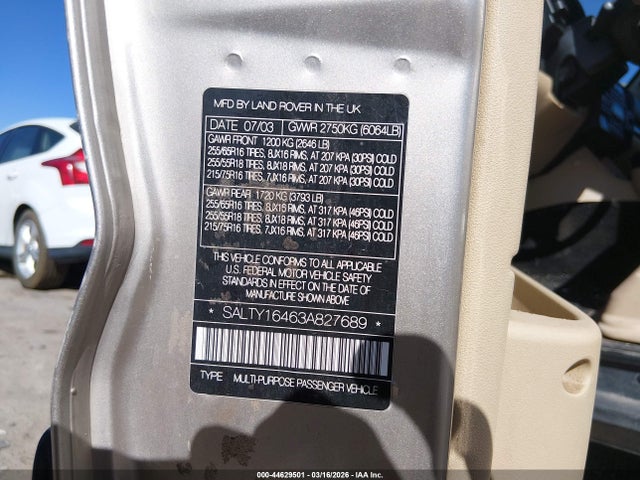 MFD BY LAND ROVER IN THE UK
DATE 07/03 GVWR 2750KG (6064LB)
GAWR FRONT 1200 KG (2646 LB)
255/65R16 TIRES, 8JX16 RIMS, AT 207 KPA (30PSI) COLD
255/55R18 TIRES, 8JX18 RIMS, AT 207 KPA (30PSI) COLD
215/75R16 TIRES, 7JX16 RIMS, AT 207 KPA (30PSI) COLD
GAWR REAR 1720 KG (3793 LB)
255/65R16 TIRES, 8JX16 RIMS, AT 317 KPA (46PSI) COLD
255/55R18 TIRES, 8JX18 RIMS, AT 317 KPA (46PSI) COLD
215/75R16 TIRES, 7JX16 RIMS, AT 317 KPA (46PSI) COLD
THIS VEHICLE CONFORMS TO ALL APPLICABLE
U.S. FEDERAL MOTOR VEHICLE SAFETY
STANDARDS IN EFFECT ON THE DATE OF
MANUFACTURE SHOWN ABOVE
* SALTY16463A827689 *
TYPE MULTI-PURPOSE PASSENGER VEHICLE
000-44629501 - 03/16/2026 - IAA Inc.